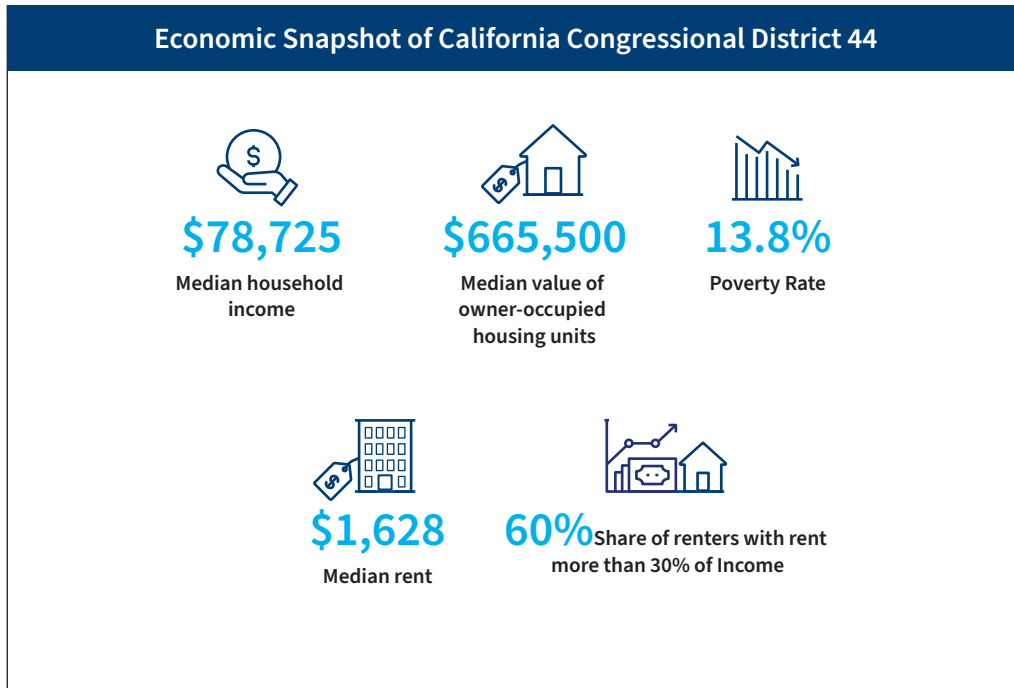 Economic Snapshot of California Congressional District 44
$
$
$78,725
Median household
income
$665,500
Median value of
owner-occupied
housing units
13.8%
Poverty Rate
$
$1,628
Median rent
60%Share of renters with rent
more than 30% of Income